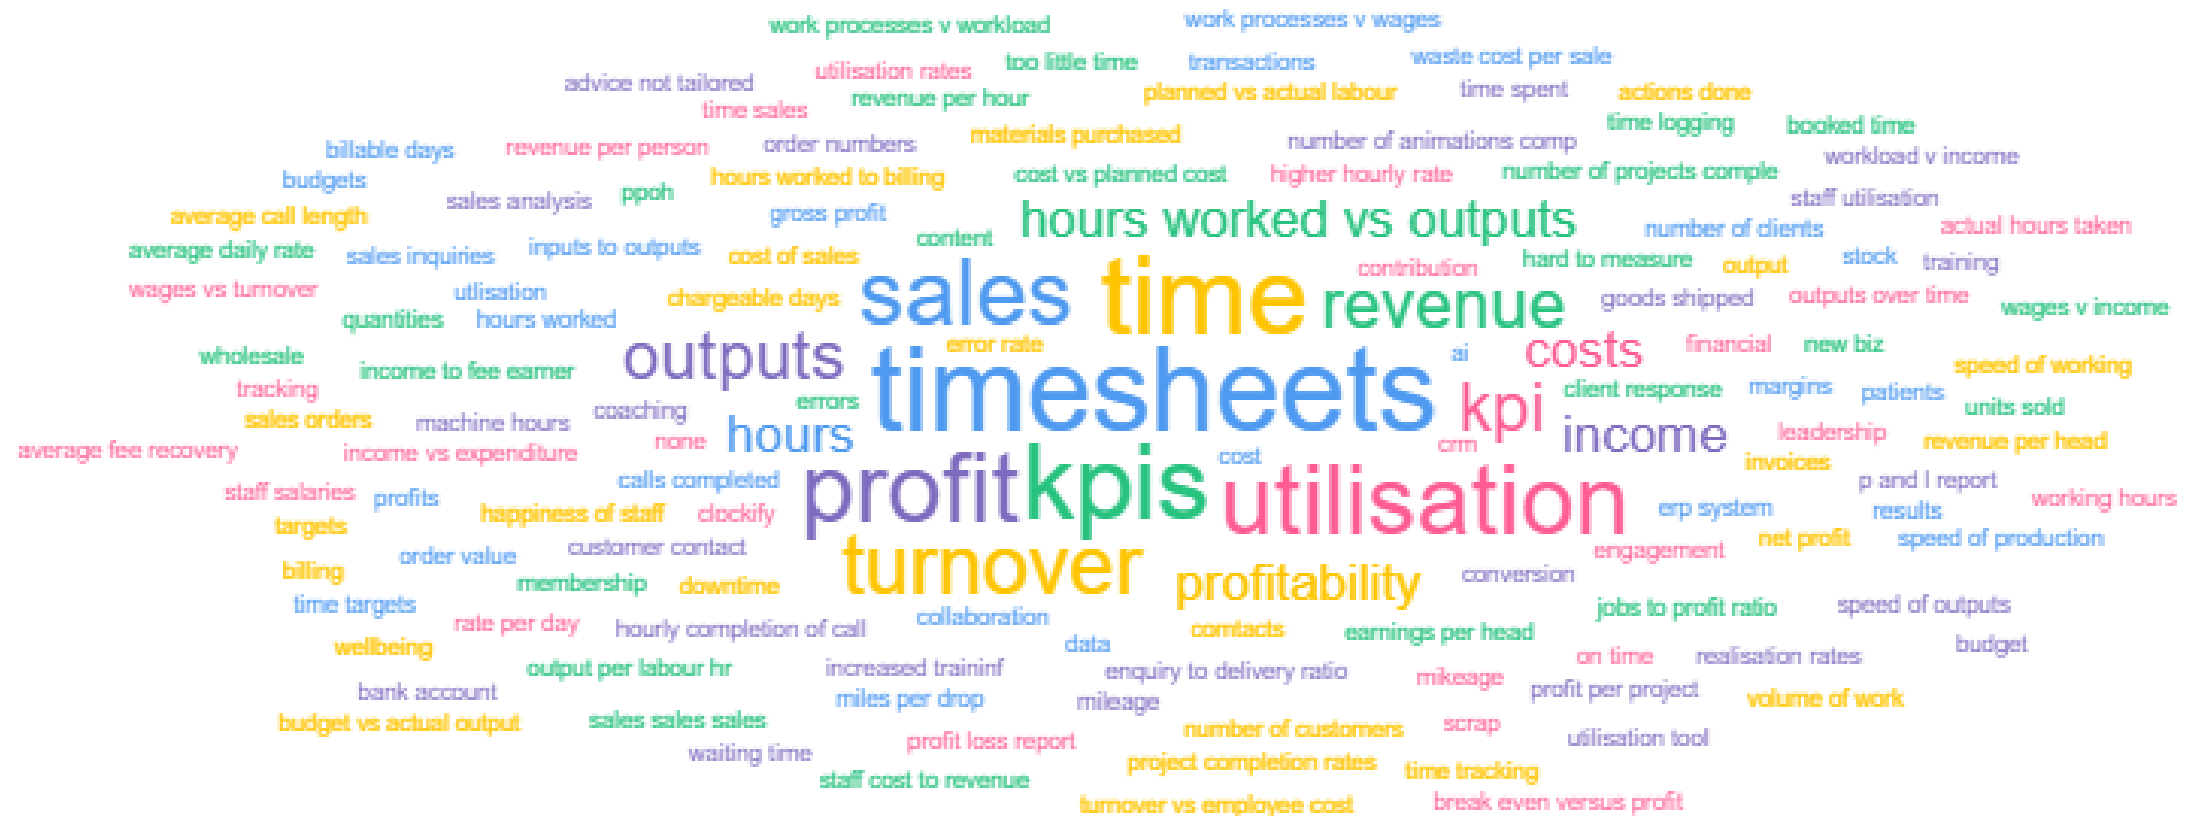 work processes v workload
work processes v wages
too little time
transactions
waste cost per sale
advice not tailored
utilisation rates
time sales
revenue per hour
planned vs actual labour
time spent
actions done
billable days
revenue per person
order numbers
materials purchased
number of animations comp
time logging
booked time
workload v income
budgets
sales analysis
ppoh
hours worked to billing
cost vs planned cost
higher hourly rate
number of projects comple
staff utilisation
average call length
gross profit
hours worked vs outputs
number of clients
actual hours taken
average daily rate
sales inquiries
inputs to outputs
cost of sales
content
contribution
hard to measure
output
stock
training
wages vs turnover
utlisation
chargeable days
sales
time
revenue
goods shipped
outputs over time
wages v income
quantities
hours worked
wholesale
income to fee earner
outputs
error rate
timesheets
ai
costs
financial
new biz
speed of working
tracking
sales orders
machine hours
coaching
errors
kpi
client response
margins
patients
units sold
average fee recovery
income vs expenditure
none
hours
crm
income
leadership
revenue per head
invoices
staff salaries
profits
calls completed
profit
kpis
cost
utilisation
erp system
p and l report
results
working hours
targets
happiness of staff
clockify
order value
customer contact
turnover
engagement
net profit
speed of production
billing
membership
downtime
profitability
conversion
time targets
rate per day
hourly completion of call
collaboration
comtacts
earnings per head
jobs to profit ratio
speed of outputs
wellbeing
data
budget
output per labour hr
increased traininf
enquiry to delivery ratio
mikeage
on time
realisation rates
bank account
miles per drop
mileage
profit per project
volume of work
budget vs actual output
sales sales sales
number of customers
scrap
utilisation tool
waiting time
profit loss report
project completion rates
time tracking
staff cost to revenue
turnover vs employee cost
break even versus profit